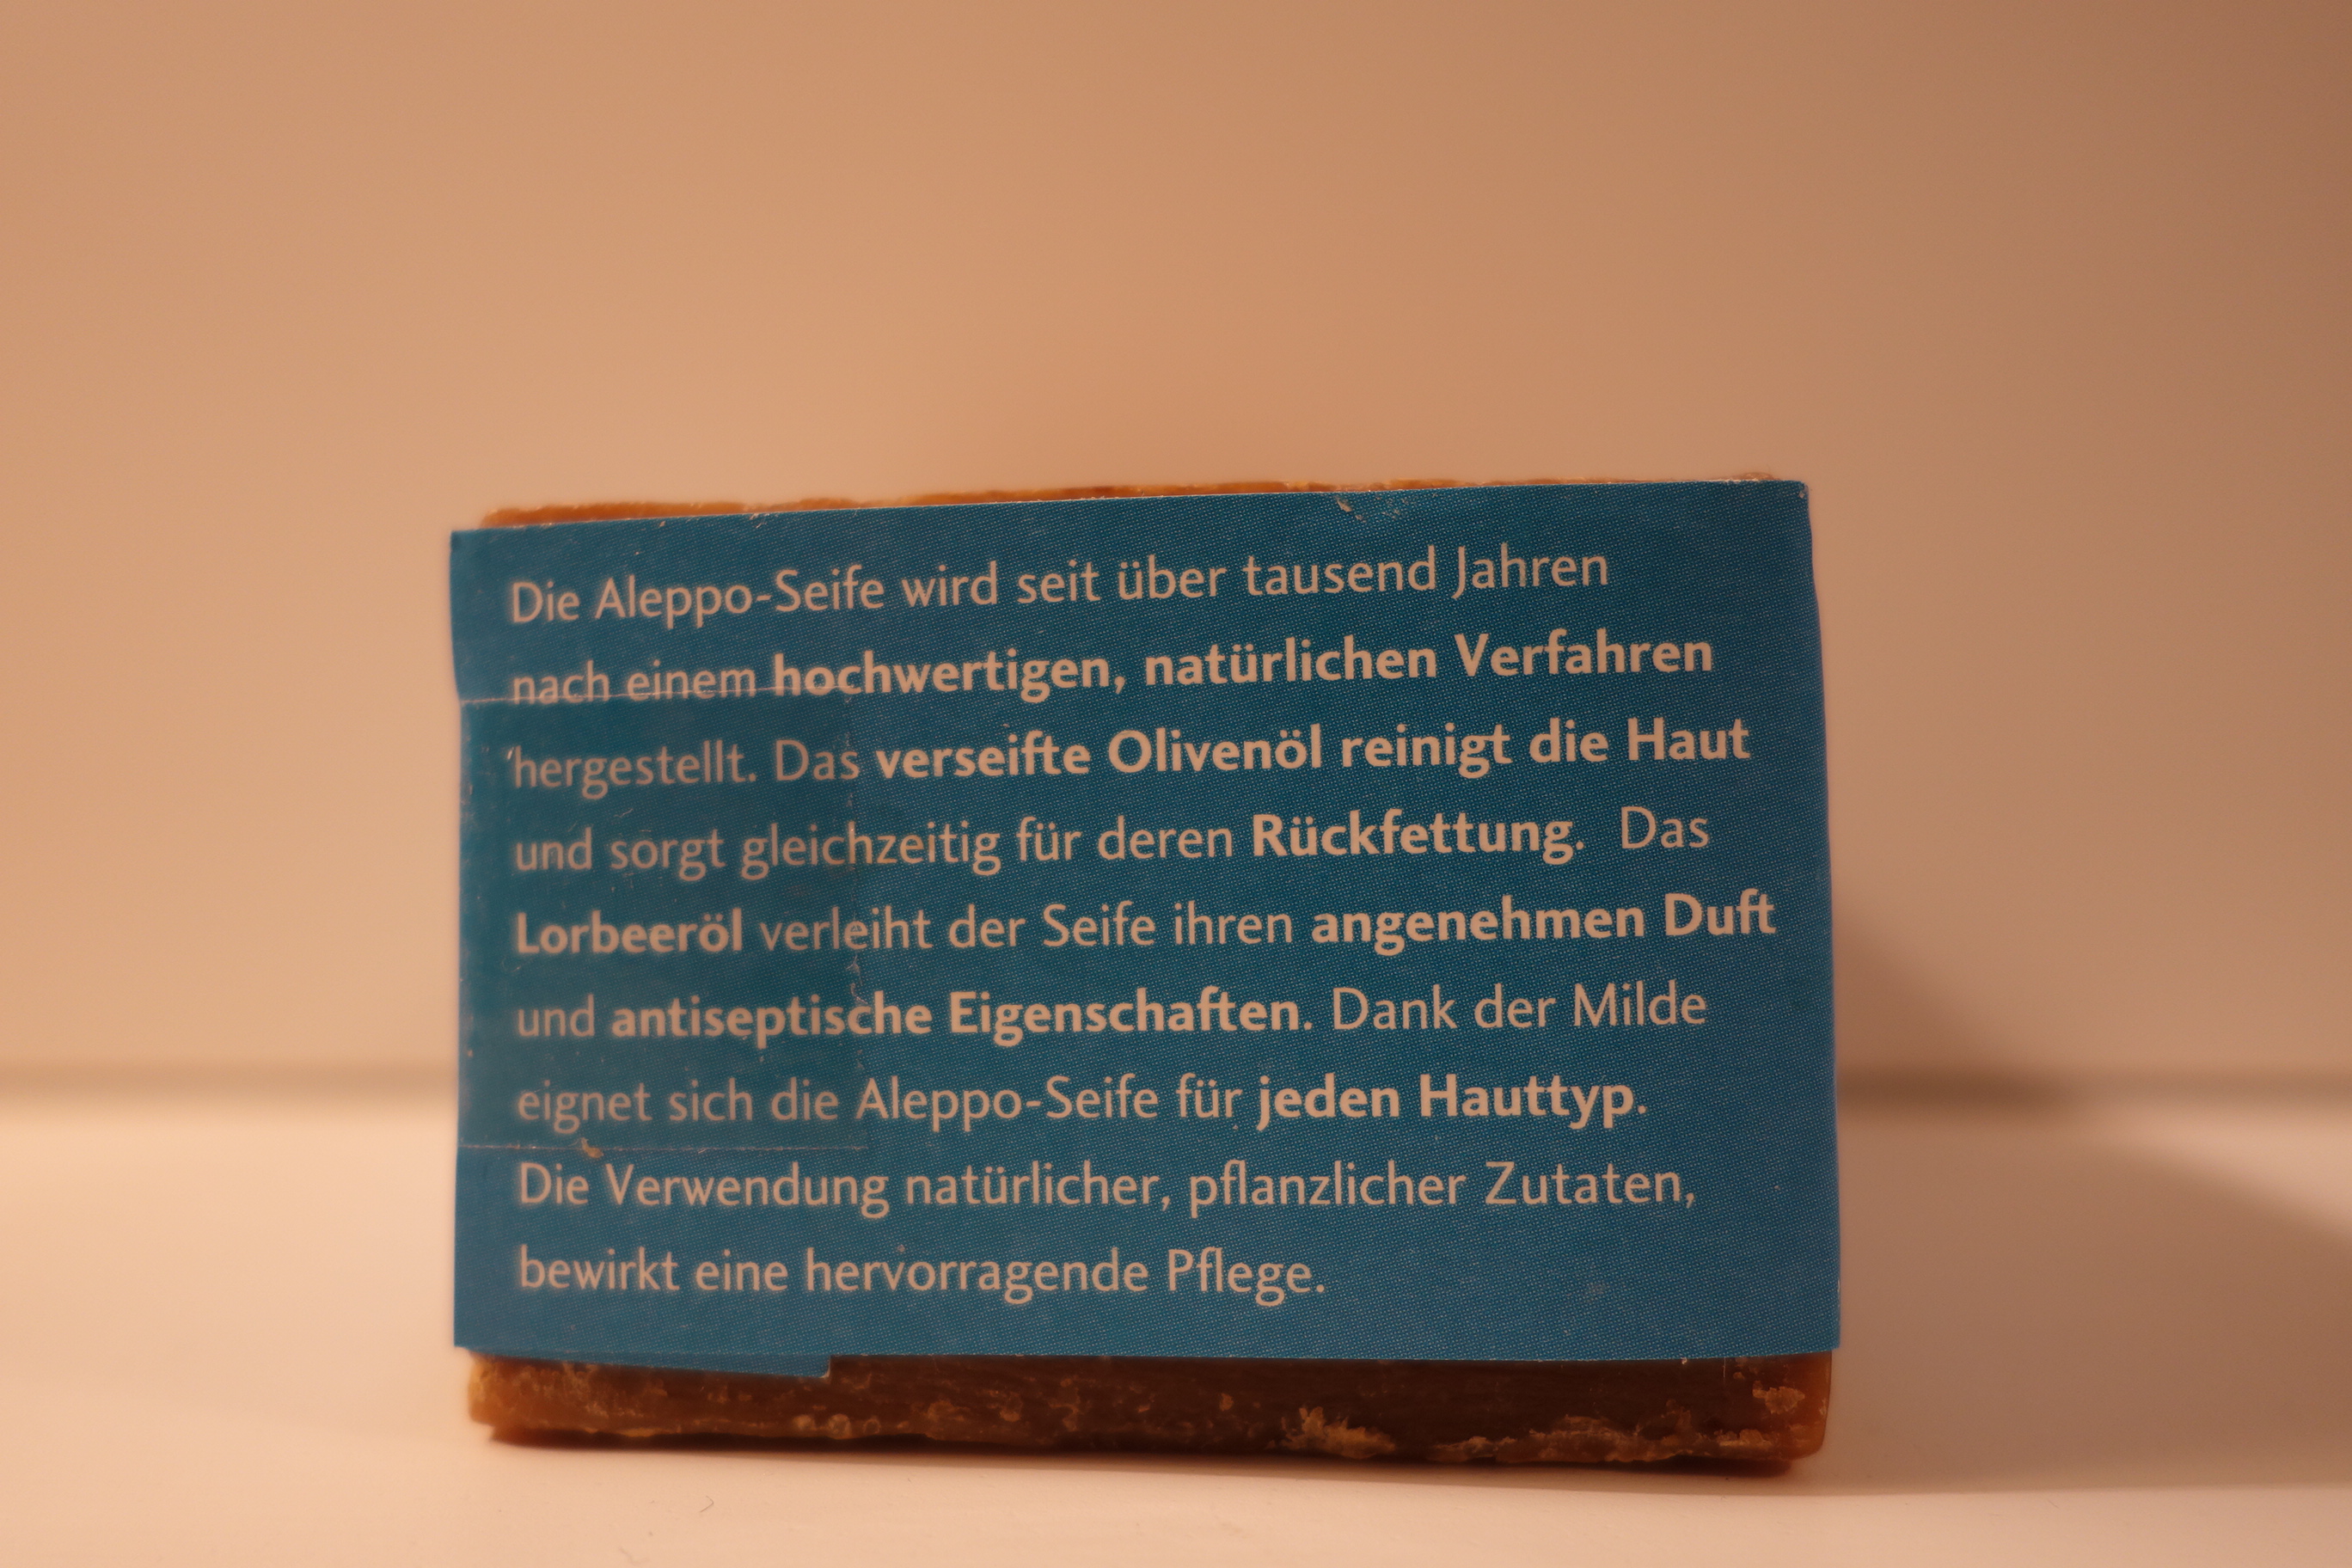 Die Aleppo-Seife wird seit über tausend Jahren
nach einem hochwertigen, natürlichen Verfahren
hergestellt. Das verseifte Olivenöl reinigt die Haut
und sorgt gleichzeitig für deren Rückfettung. Das
Lorbeeröl verleiht der Seife ihren angenehmen Duft
und antiseptische Eigenschaften. Dank der Milde
eignet sich die Aleppo-Seife für jeden Hauttyp.
Die Verwendung natürlicher, pflanzlicher Zutaten,
bewirkt eine hervorragende Pflege.